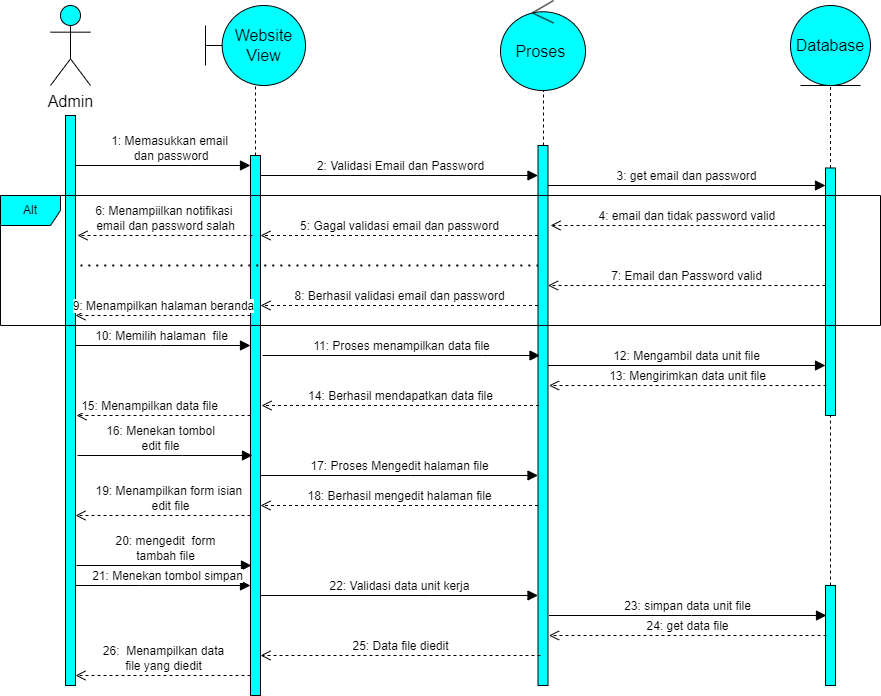 Website
View
Proses
Database
Admin
1: Memasukkan email
dan password
2: Validasi Email dan Password
3: get email dan password
Alt
6: Menampiilkan notifikasi
email dan password salah
5: Gagal validasi email dan password
4: email dan tidak password valid
7: Email dan Password valid
8: Berhasil validasi email dan password
9: Menampilkan halaman beranda
10: Memilih halaman  file
11: Proses menampilkan data file
12: Mengambil data unit file
13: Mengirimkan data unit file
14: Berhasil mendapatkan data file
15: Menampilkan data file
16: Menekan tombol
edit file
17: Proses Mengedit halaman file
18: Berhasil mengedit halaman file
19: Menampilkan form isian
edit file
20: mengedit  form
tambah file
21: Menekan tombol simpan
22: Validasi data unit kerja
23: simpan data unit file
24: get data file
25: Data file diedit
26:  Menampilkan data
file yang diedit